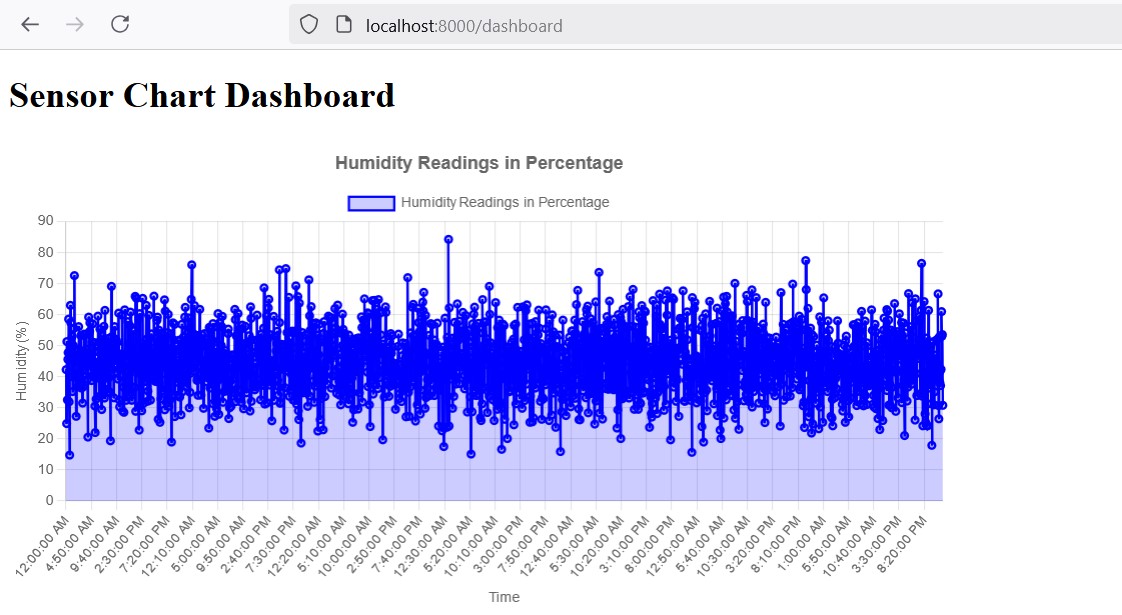 localhost:8000/dashboard
Sensor Chart Dashboard
Humidity Readings in Percentage
Humidity Readings in Percentage
90
80
70
60
50
40
30
20
10
0
Humidity (%)
12:00:00 AM
4:50:00 AM
9:40:00 AM
2:30:00 PM
7:20:00 PM
12:10:00 AM
5:00:00 AM
9:50:00 AM
2:40:00 PM
7:30:00 PM
12:20:00 AM
5:10:00 AM
10:00:00 AM
2:50:00 PM
7:40:00 PM
12:30:00 AM
5:20:00 AM
10:10:00 AM
3:00:00 PM
7:50:00 PM
12:40:00 AM
5:30:00 AM
10:20:00 AM
3:10:00 PM
8:00:00 PM
12:50:00 AM
5:40:00 AM
10:30:00 AM
3:20:00 PM
8:10:00 PM
1:00:00 AM
5:50:00 AM
10:40:00 AM
3:30:00 PM
8:20:00 PM
Time